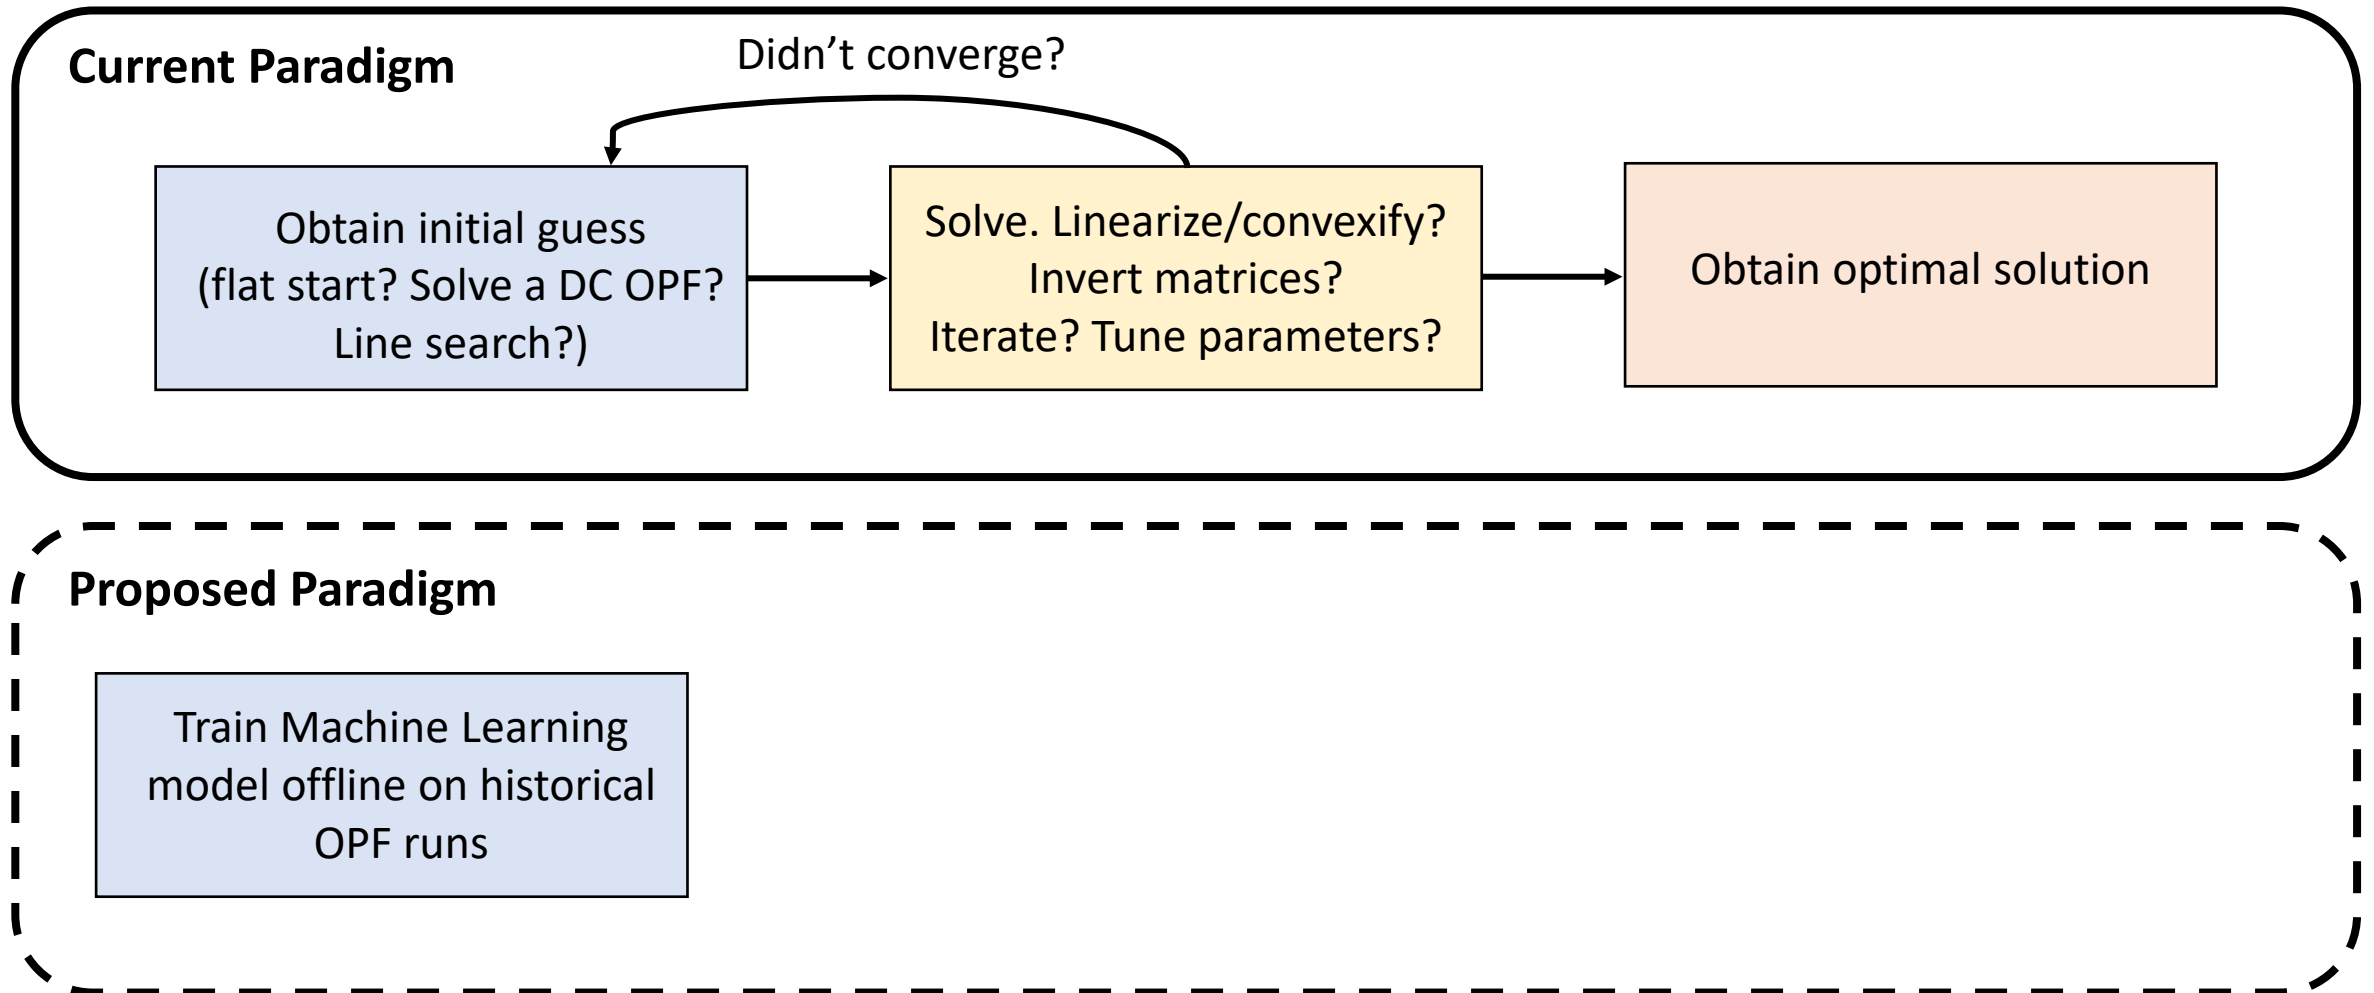 Current Paradigm
Didn’t converge?
Obtain initial guess
(flat start? Solve a DC OPF?
Line search?)
Solve. Linearize/convexify?
Invert matrices?
Iterate? Tune parameters?
Obtain optimal solution
Proposed Paradigm
Train Machine Learning
model offline on historical
OPF runs